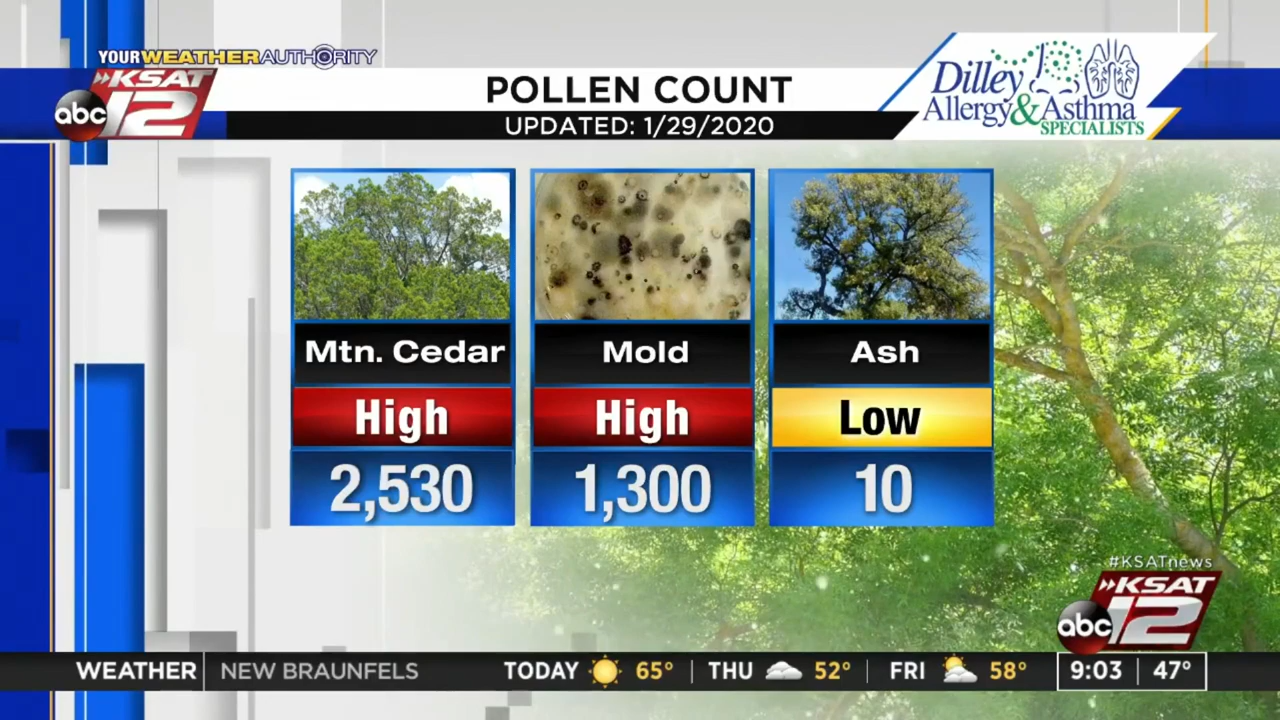 YOUR WEATHER AUTHORITY
KSAT
abc 12
POLLEN COUNT
UPDATED: 1/29/2020
Dilley
Allergy & Asthma
SPECIALISTS
Mtn. Cedar
High
2,530
Mold
High
1,300
Ash
Low
10
#KSATnews
KSAT
abc 12
WEATHER NEW BRAUNFELS TODAY 65° THU 52° FRI 58° 9:03 47°